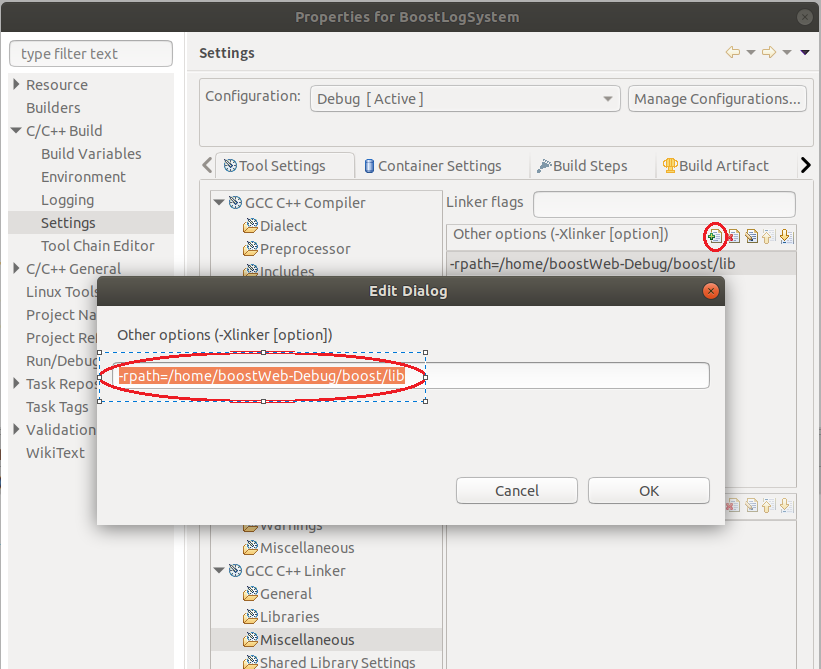 Properties for BoostLogSystem
type filter text
Resource
Builders
C/C++ Build
Build Variables
Environment
Logging
Settings
Tool Chain Editor
C/C++ General
Linux Tools
Project Na
Project Re
Run/Debug
Task Repos
Task Tags
Validation
WikiText
Settings
Configuration:
Debug [ Active ]
Manage Configurations...
Tool Settings
Container Settings
Build Steps
Build Artifact
GCC C++ Compiler
Dialect
Preprocessor
Includes
Linker flags
Other options (-Xlinker [option])
-rpath=/home/boostWeb-Debug/boost/lib
Edit Dialog
Other options (-Xlinker [option])
-rpath=/home/boostWeb-Debug/boost/lib
Cancel
OK
Warnings
Miscellaneous
GCC C++ Linker
General
Libraries
Miscellaneous
Shared Library Settings